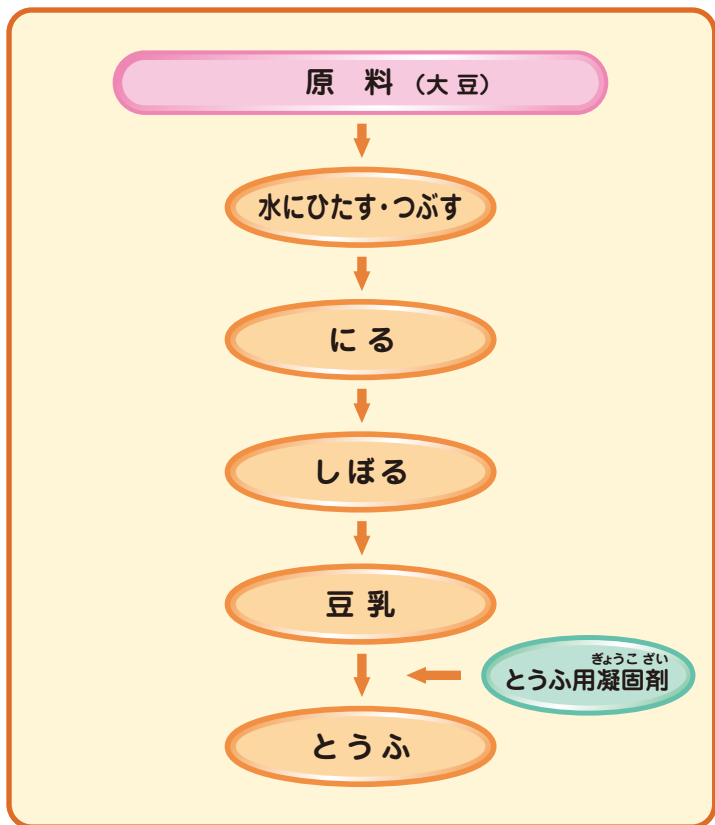 原料（大豆）
水にひたす・つぶす
にる
しぼる
豆乳
ぎょうこざい
とうふ用凝固剤
とうふ